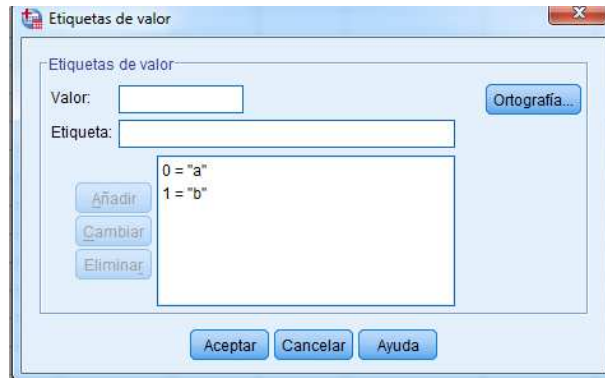 Etiquetas de valor
Etiquetas de valor
Valor:
Ortografía...
Etiqueta:
0 = "a"
1 = "b"
Añadir
Cambiar
Eliminar
Aceptar Cancelar Ayuda